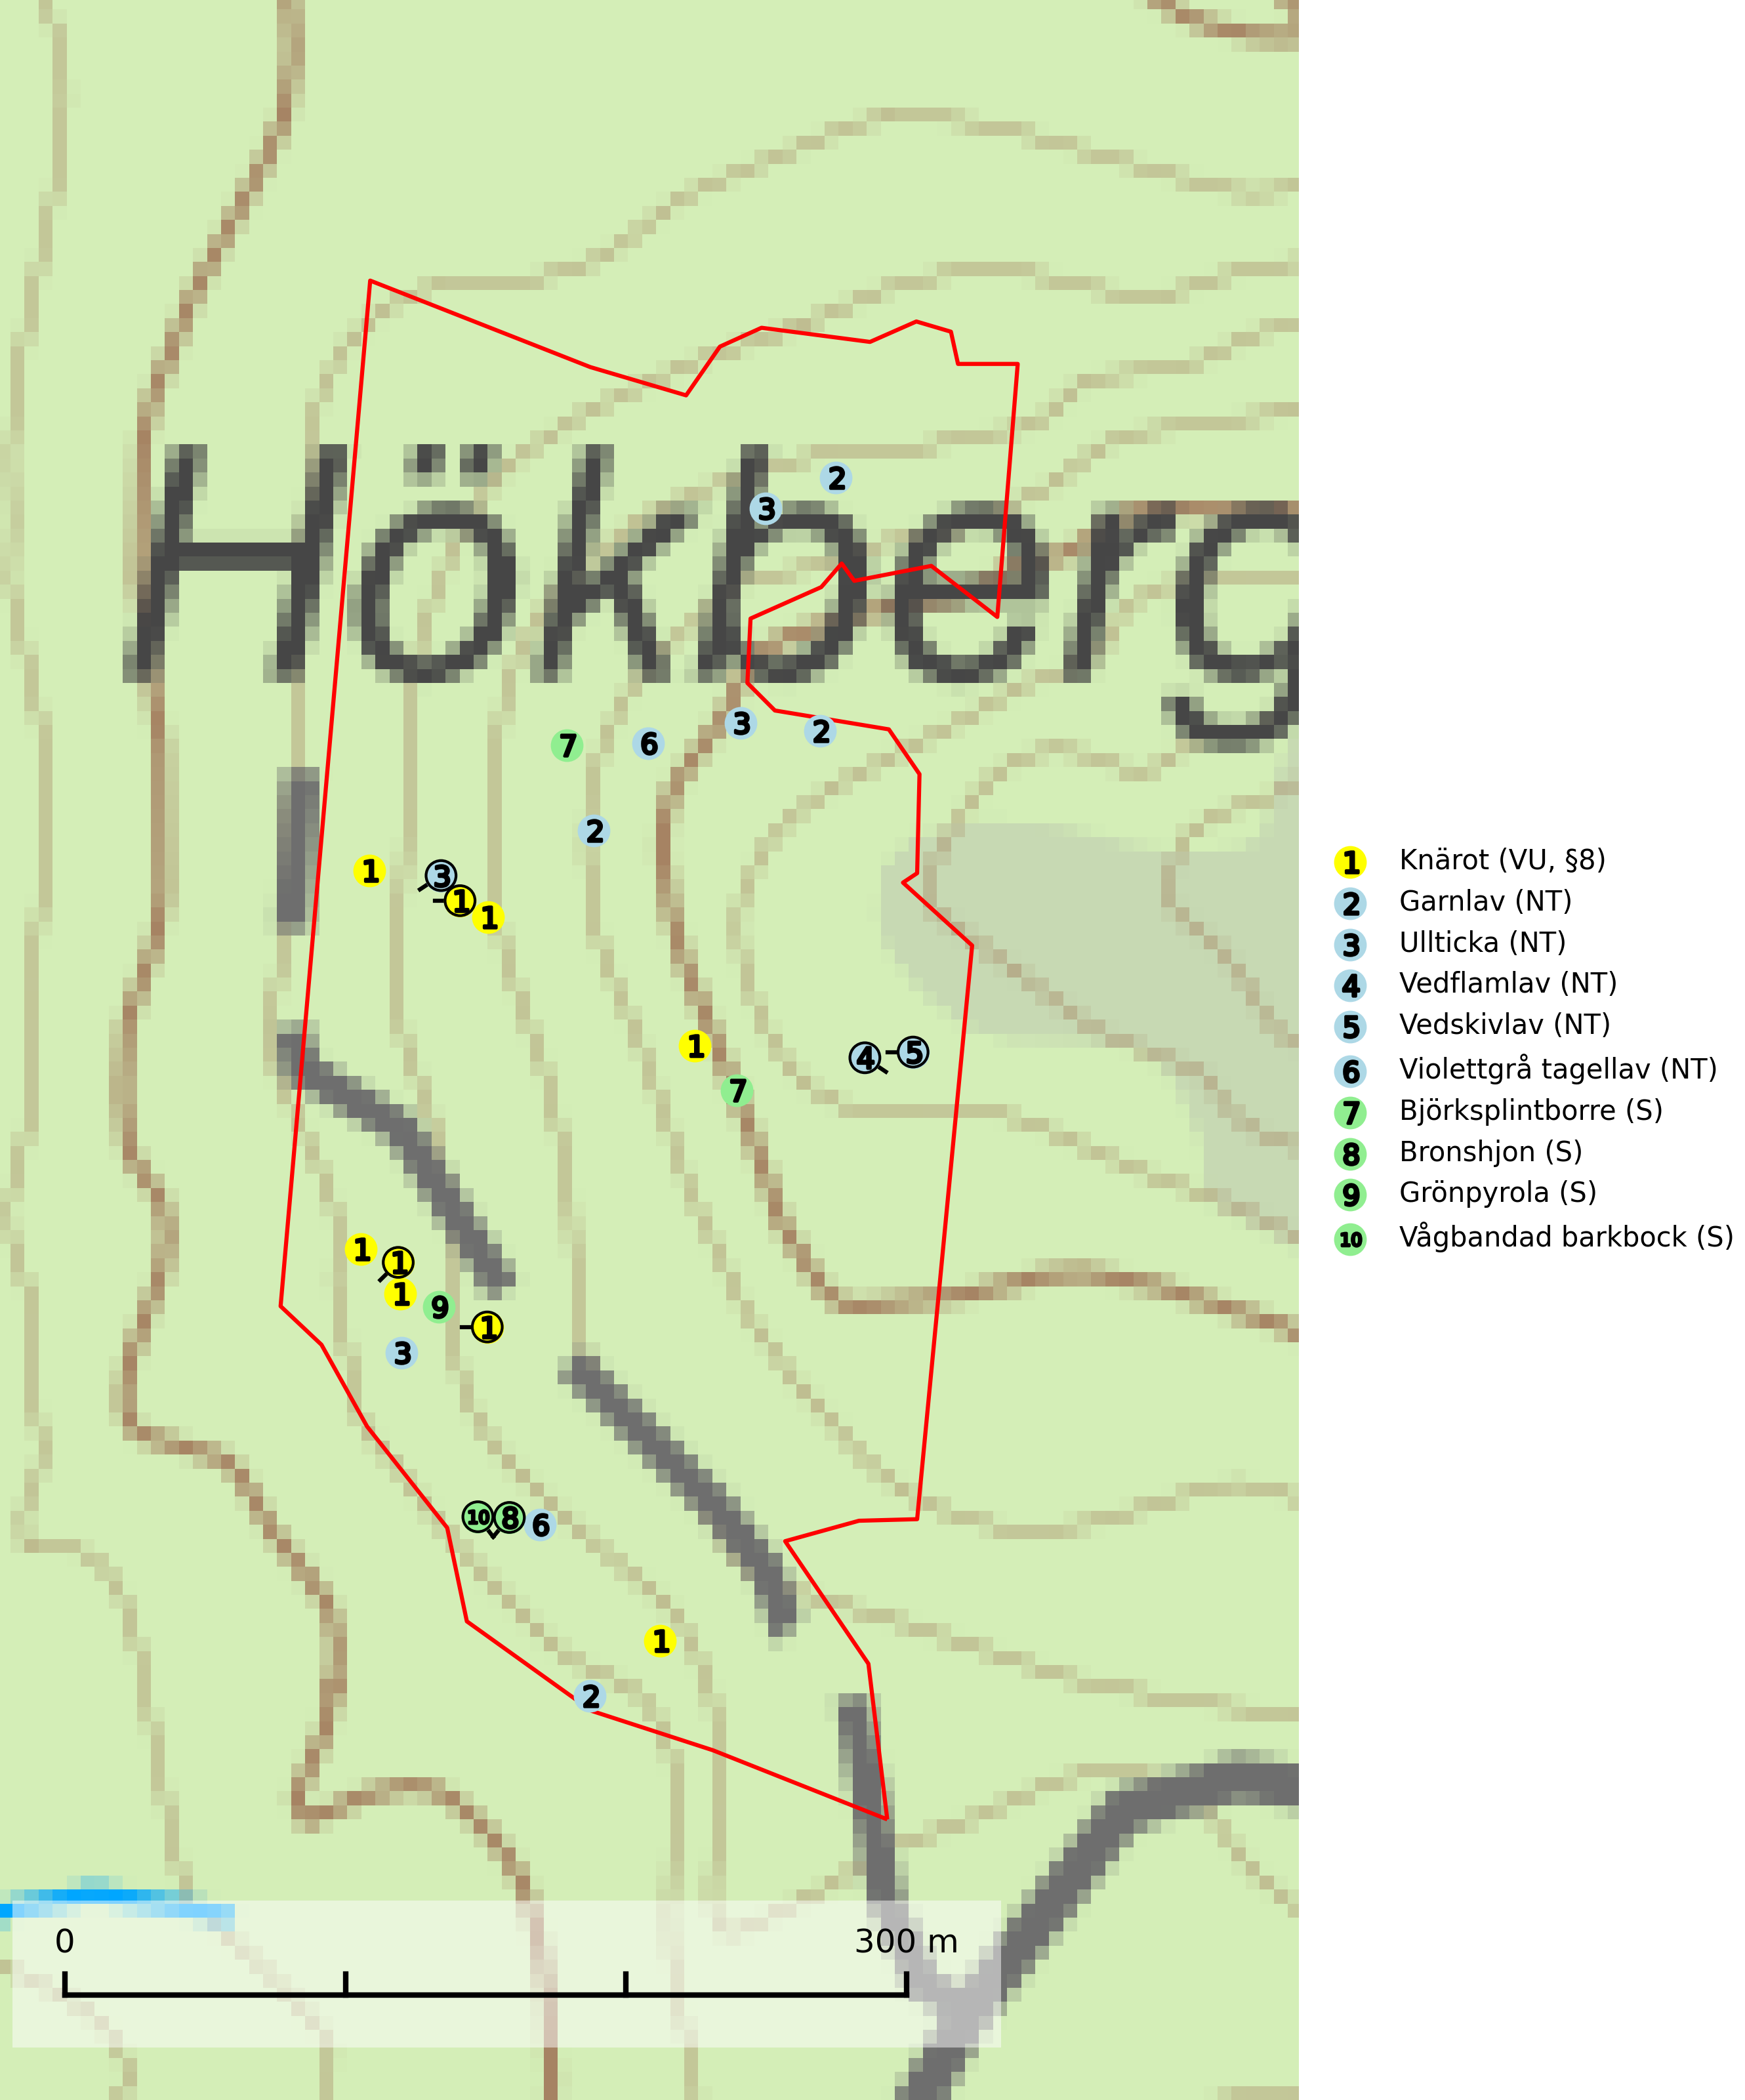 Hökberg
2
3
3
2
7
6
2
1
3
1
1
1
4
5
7
1
1
1
9
1
3
10
8
6
1
2
0
300 m
1 Knärot (VU, §8)
2 Garnlav (NT)
3 Ullticka (NT)
4 Vedflamlav (NT)
5 Vedskivlav (NT)
6 Violettgrå tagellav (NT)
7 Björksplintborre (S)
8 Bronshjon (S)
9 Grönpyrola (S)
10 Vågbandad barkbock (S)